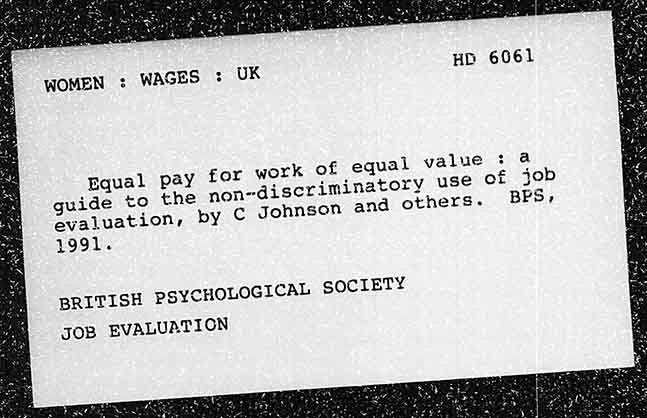 WOMEN : WAGES : UK HD 6061
Equal pay for work of equal value : a
guide to the non-discriminatory use of job
evaluation, by C Johnson and others. BPS,
1991.
BRITISH PSYCHOLOGICAL SOCIETY
JOB EVALUATION